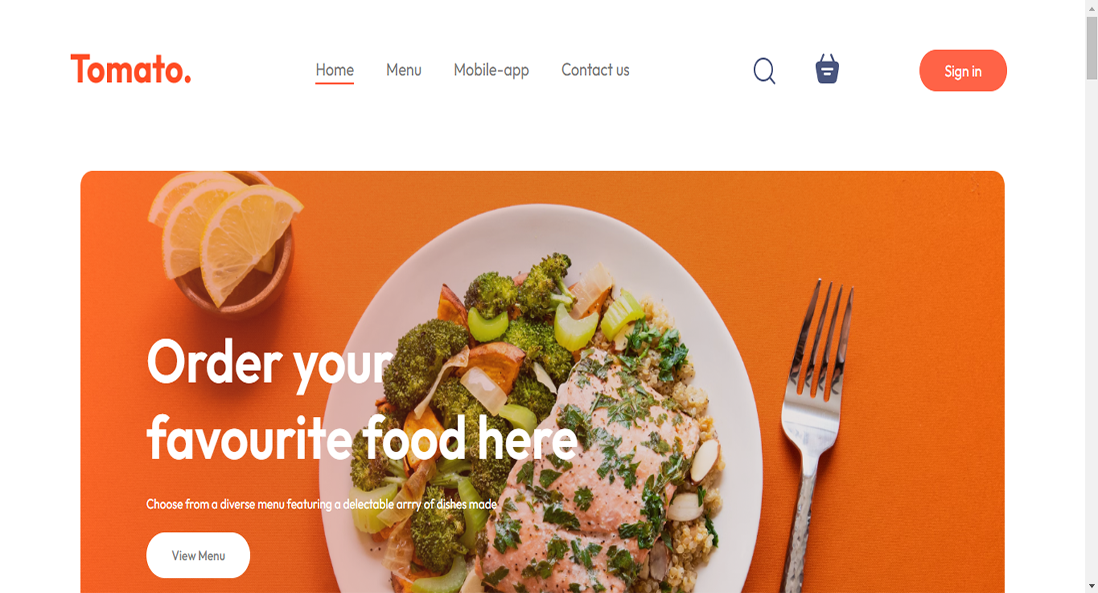 Tomato.
Home Menu Mobile-app Contact us
Sign in
Order your
favourite food here
Choose from a diverse menu featuring a delectable arrry of dishes made
View Menu